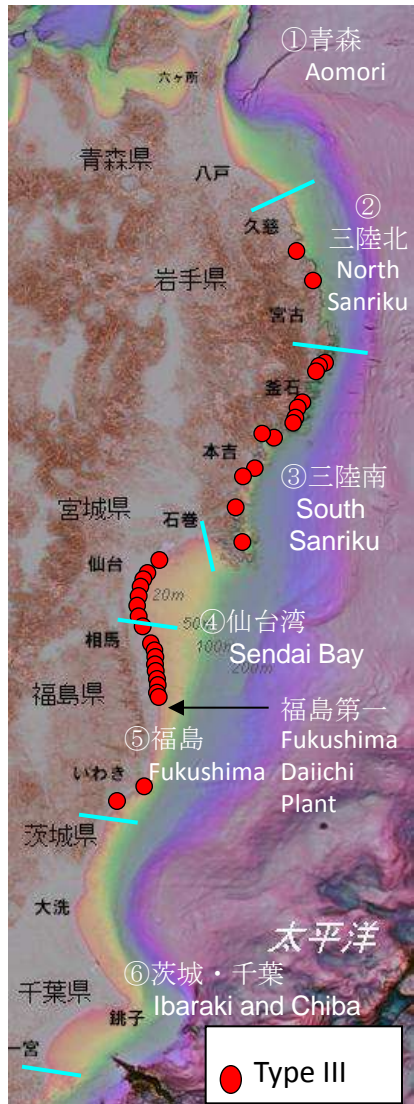 ①青森
Aomori
六ヶ所
青森県
八戸
②
三陸北
North
Sanriku
久慈
岩手県
宮古
釜石
本吉
③三陸南
South
Sanriku
宮城県
石巻
仙台
20m
50m
④仙台湾
Sendai Bay
相馬
100m
200m
福島県
福島第一
Fukushima
Daiichi
Plant
⑤福島
Fukushima
いわき
茨城県
大洗
太平洋
⑥茨城・千葉
Ibaraki and Chiba
千葉県
銚子
一宮
Type III